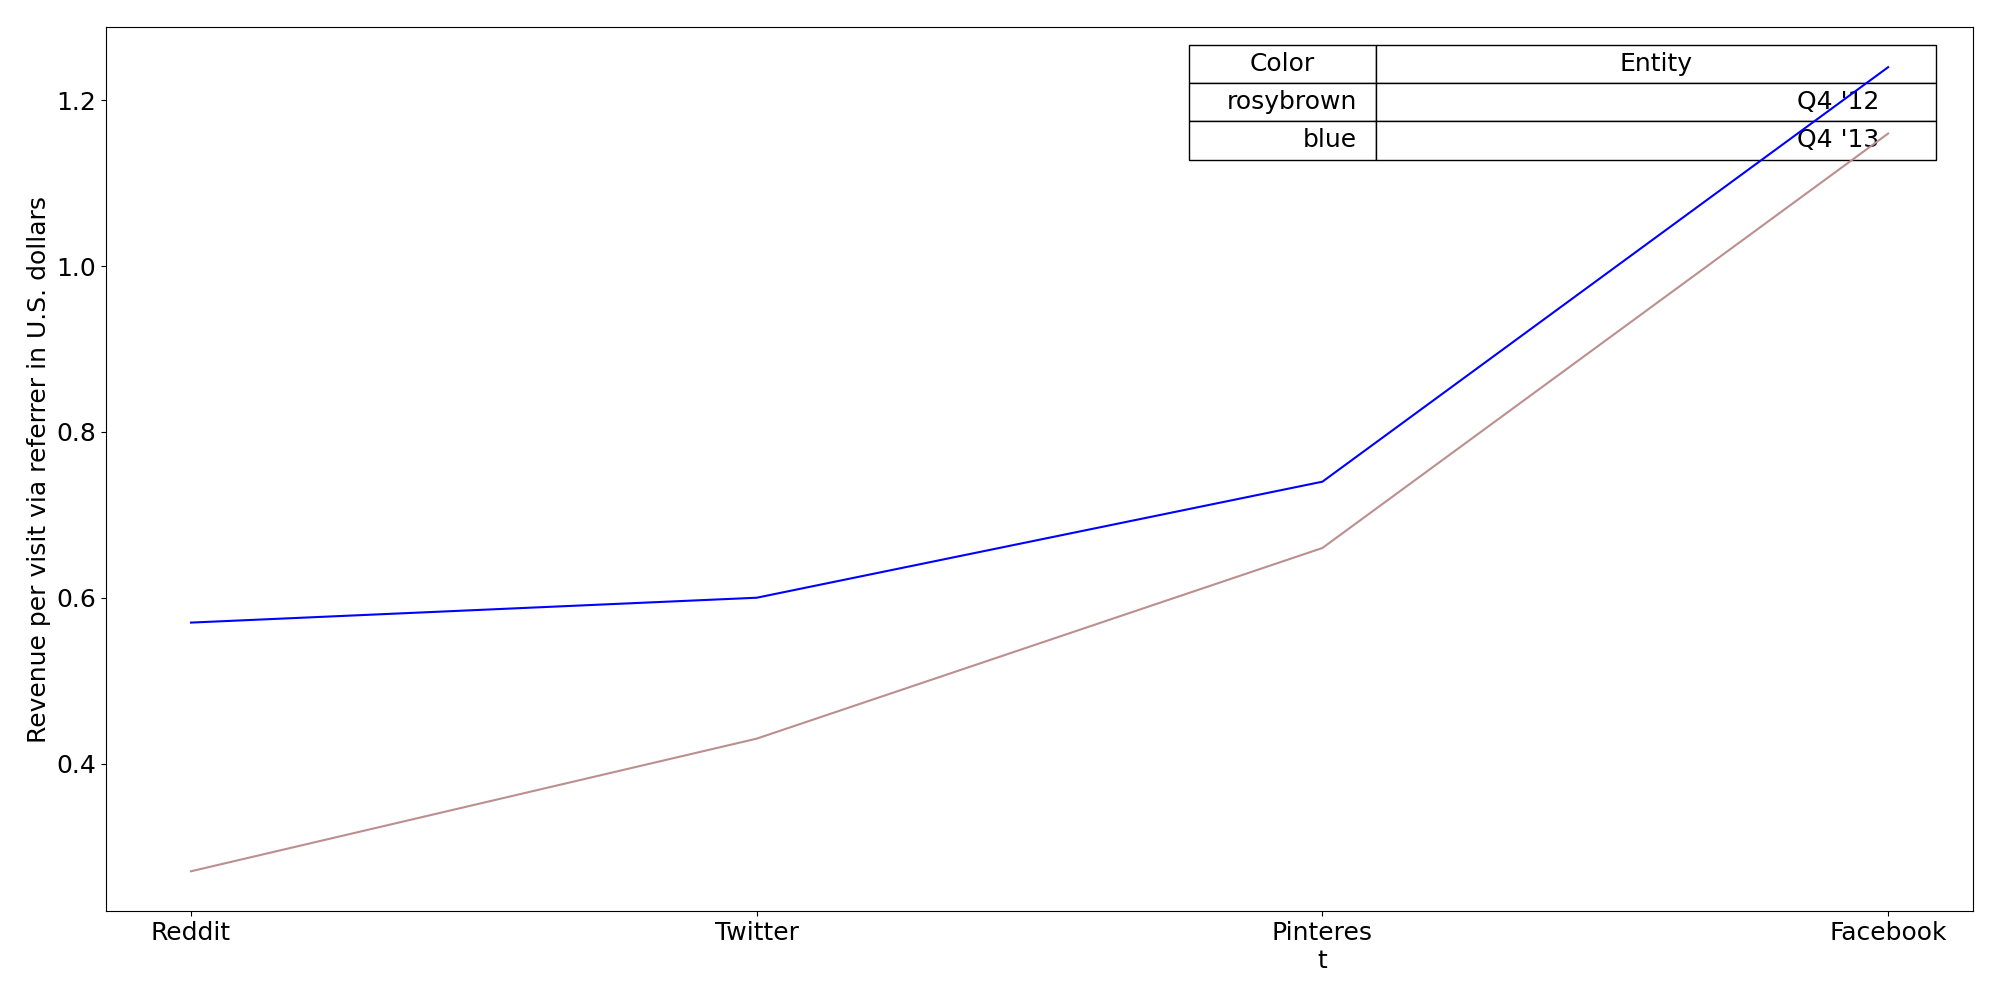 Color Entity
rosybrown Q4 '12
blue Q4 '13
Revenue per visit via referrer in U.S. dollars
1.2
1.0
0.8
0.6
0.4
Reddit Twitter Pinteres Facebook
t